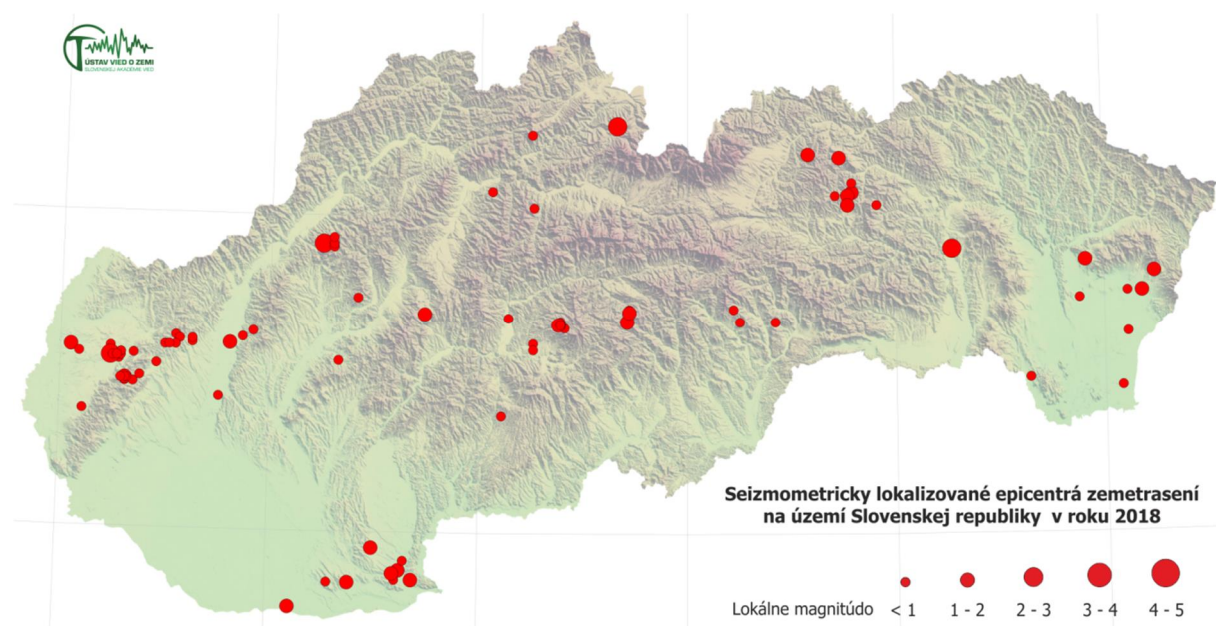 ÚSTAV VIED O ZEMI
SLOVENSKEJ AKADÉMIE VIED
Seizmometricky lokalizované epicentrá zemetrasení
na území Slovenskej republiky v roku 2018
Lokálne magnitúdo < 1 1 - 2 2 - 3 3 - 4 4 - 5